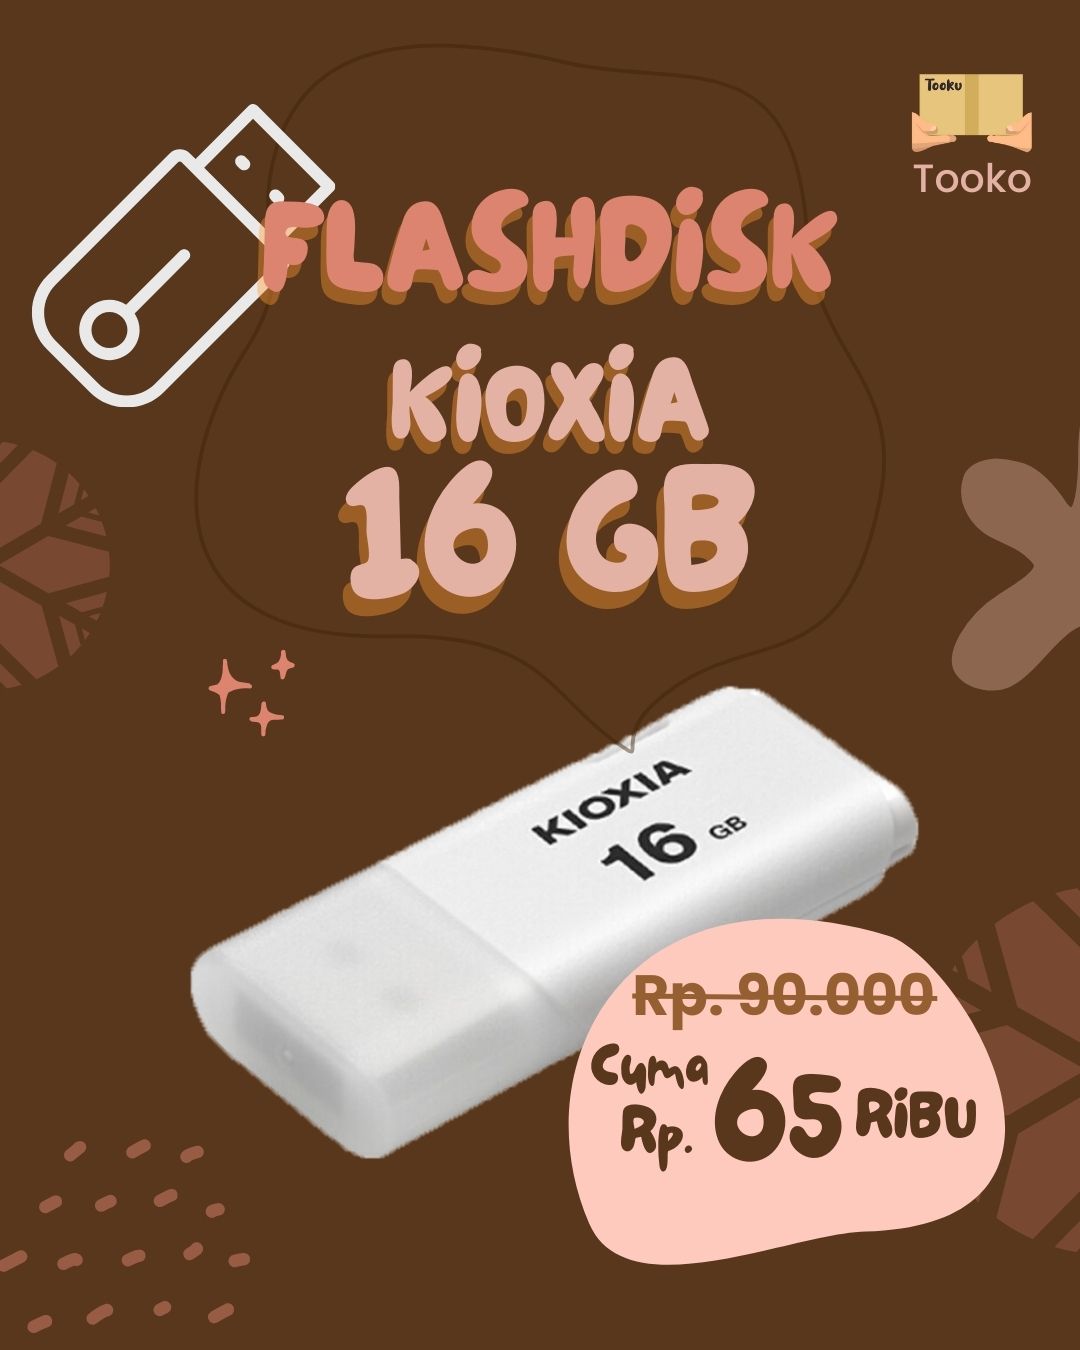 Tooku
Tooko
FLASHDiSK
KiOXiA
16 GB
KIOXIA
16 GB
Rp. 90.000
Cuma
Rp. 65 RiBU